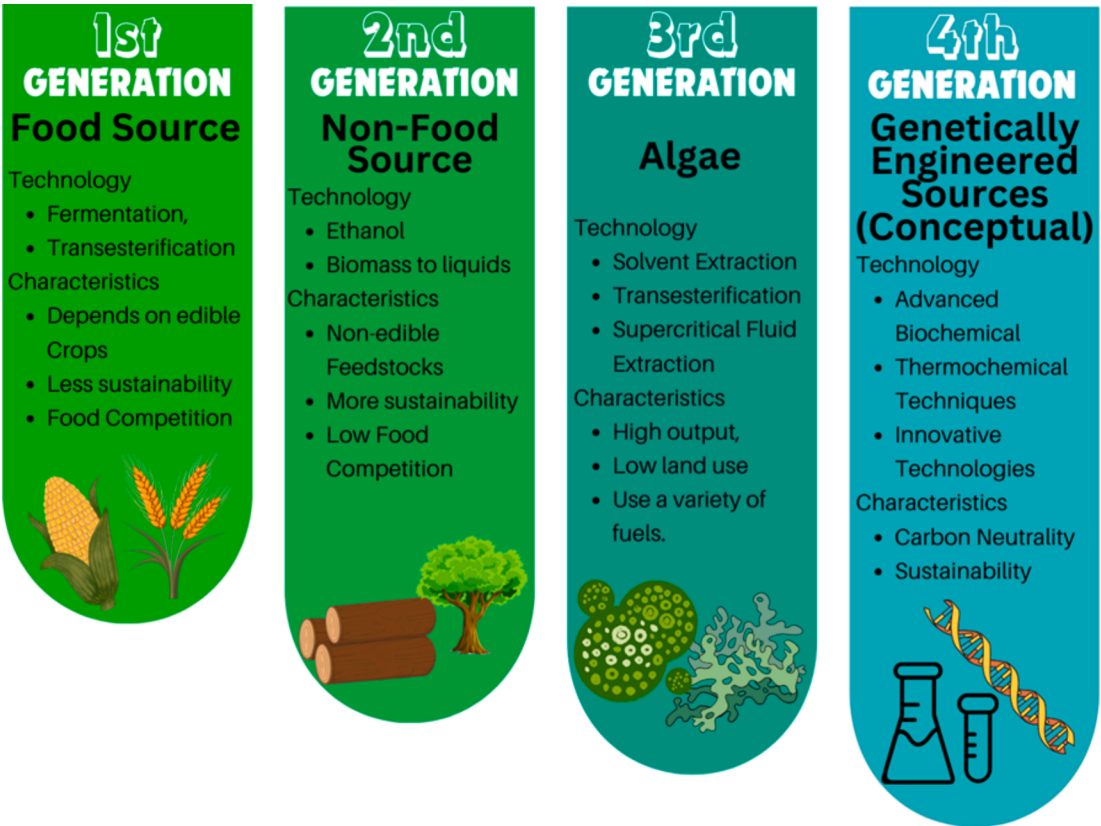 1st
GENERATION
Food Source
Technology
• Fermentation,
• Transesterification
Characteristics
• Depends on edible
Crops
• Less sustainability
• Food Competition
2nd
GENERATION
Non-Food
Source
Technology
• Ethanol
• Biomass to liquids
Characteristics
• Non-edible
Feedstocks
• More sustainability
• Low Food
Competition
3rd
GENERATION
Algae
Technology
• Solvent Extraction
• Transesterification
• Supercritical Fluid
Extraction
Characteristics
• High output,
• Low land use
• Use a variety of
fuels.
4th
GENERATION
Genetically
Engineered
Sources
(Conceptual)
Technology
• Advanced
Biochemical
• Thermochemical
Techniques
• Innovative
Technologies
Characteristics
• Carbon Neutrality
• Sustainability